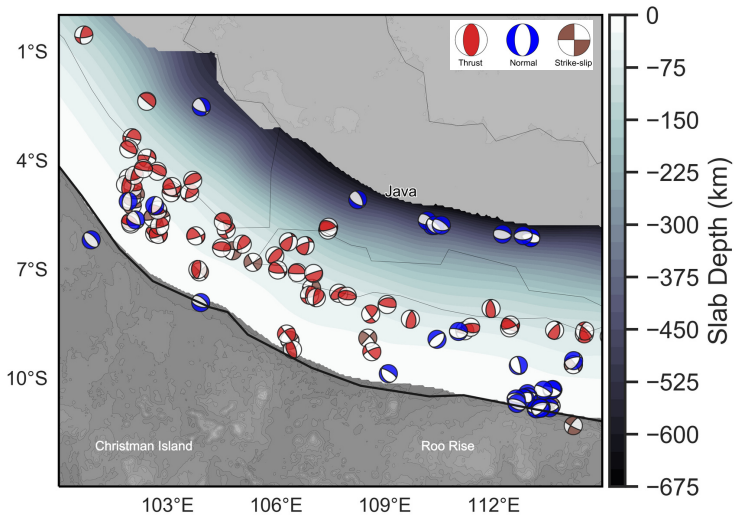 1°S
4°S
7°S
10°S
103°E
106°E
109°E
112°E
Thrust
Normal
Strike-slip
Java
Christman Island
Roo Rise
0
−75
−150
−225
−300
−375
−450
−525
−600
−675
Slab Depth (km)